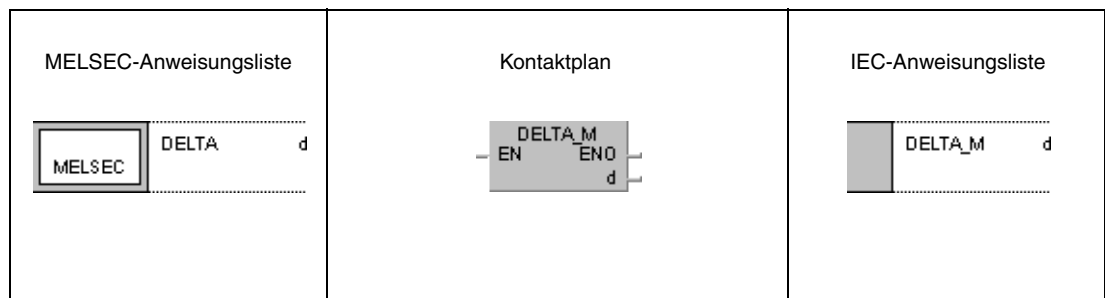 MELSEC-Anweisungsliste
MELSEC
DELTA d
Kontaktplan
DELTA_M
EN ENO
d
IEC-Anweisungsliste
DELTA_M d